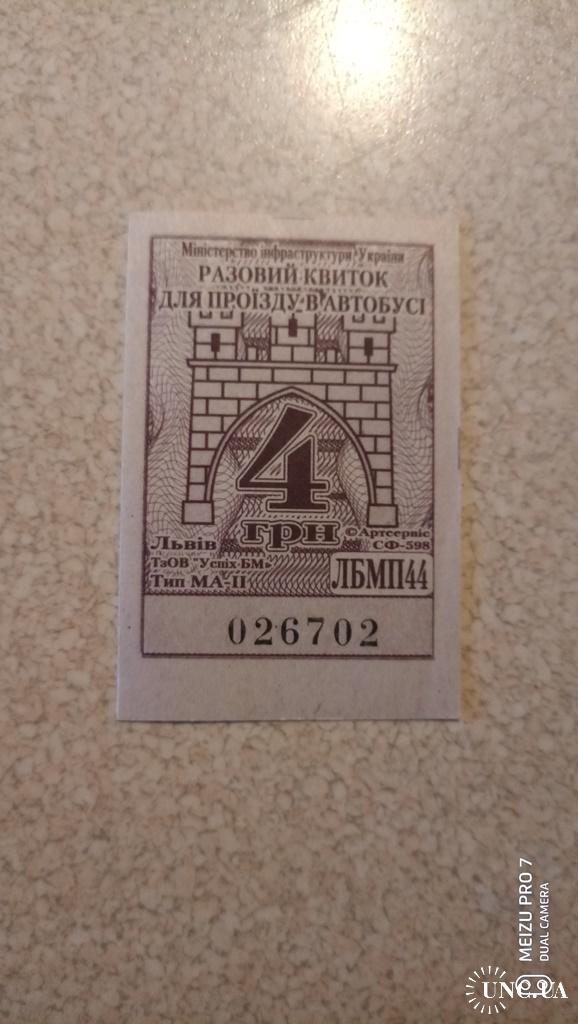 Міністерство інфраструктури України
РАЗОВИЙ КВИТОК
ДЛЯ ПРОЇЗДУ В АВТОБУСІ
4
грн
Львів
©Артсервіс
СФ-598
ТзОВ "Успіх БМ"
Тип МА-ІІ
ЛБМП44
026702
MEIZU PRO 7
DUAL CAMERA
UNC.UA